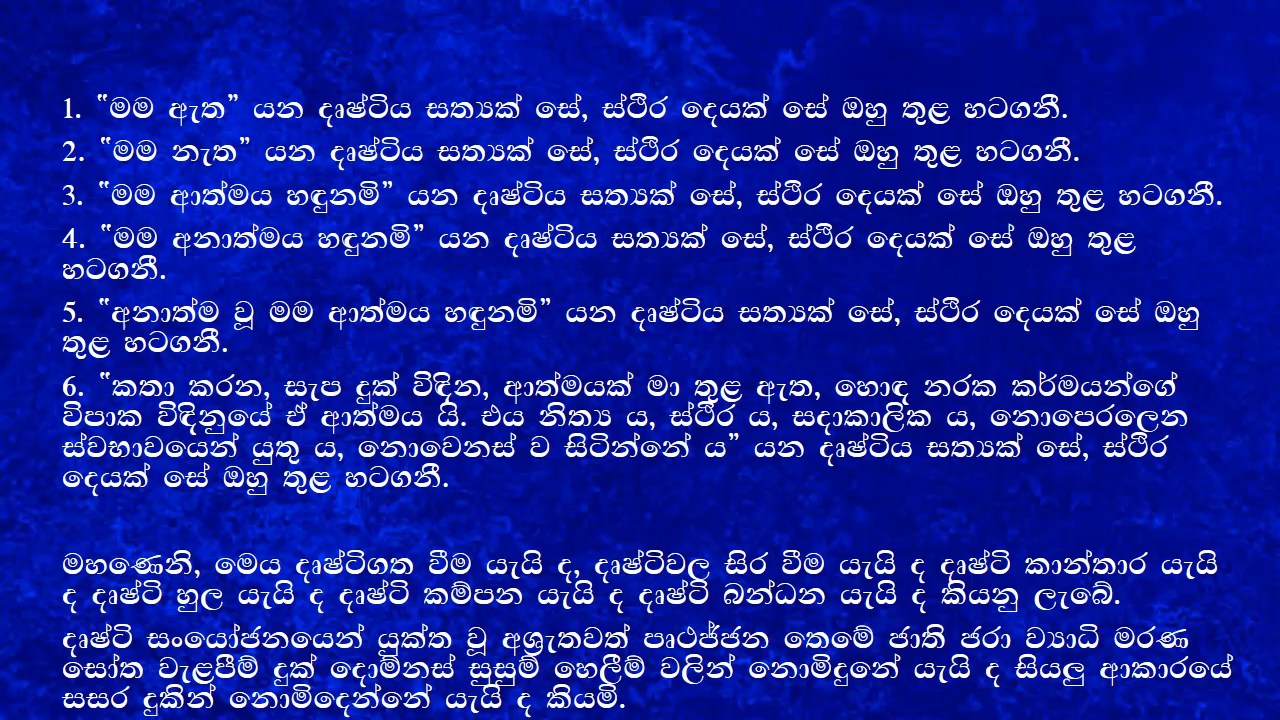 1. “මම ඇත” යන දෘෂ්ටිය සත්‍යක් සේ, ස්ථිර දෙයක් සේ ඔහු තුළ හටගනී.
2. “මම නැත” යන දෘෂ්ටිය සත්‍යක් සේ, ස්ථිර දෙයක් සේ ඔහු තුළ හටගනී.
3. “මම ආත්මය හඳුනමි” යන දෘෂ්ටිය සත්‍යක් සේ, ස්ථිර දෙයක් සේ ඔහු තුළ හටගනී.
4. “මම අනාත්මය හඳුනමි” යන දෘෂ්ටිය සත්‍යක් සේ, ස්ථිර දෙයක් සේ ඔහු තුළ
හටගනී.
5. “අනාත්ම වූ මම ආත්මය හඳුනමි” යන දෘෂ්ටිය සත්‍යක් සේ, ස්ථිර දෙයක් සේ ඔහු
තුළ හටගනී.
6. “කතා කරන, සැප දුක් විඳින, ආත්මයක් මා තුළ ඇත, හොඳ නරක කර්මයන්ගේ
විපාක විඳිනුයේ ඒ ආත්මය යි. එය නිත්‍ය ය, ස්ථිර ය, සදාකාලික ය, නොපෙරලෙන
ස්වභාවයෙන් යුතු ය, නොවෙනස් ව සිටින්නේ ය” යන දෘෂ්ටිය සත්‍යක් සේ, ස්ථිර
දෙයක් සේ ඔහු තුළ හටගනී.
මහණෙනි, මෙය දෘෂ්ටිගත වීම යැයි ද, දෘෂ්ටිවල සිර වීම යැයි ද දෘෂ්ටි කාන්තාර යැයි
ද දෘෂ්ටි හුල යැයි ද දෘෂ්ටි කම්පන යැයි ද දෘෂ්ටි බන්ධන යැයි ද කියනු ලැබේ.
දෘෂ්ටි සංයෝජනයෙන් යුක්ත වූ අශ්‍රැතවත් පෘථජ්ජන තෙමේ ජාති ජරා ව්‍යාධි මරණ
සෝත වැළපීම් දුක් දොම්නස් සුසුම් හෙලීම් වලින් නොමිදුනේ යැයි ද සියලු ආකාරයේ
සසර දුකින් නොමිදෙන්නේ යැයි ද කියමි.